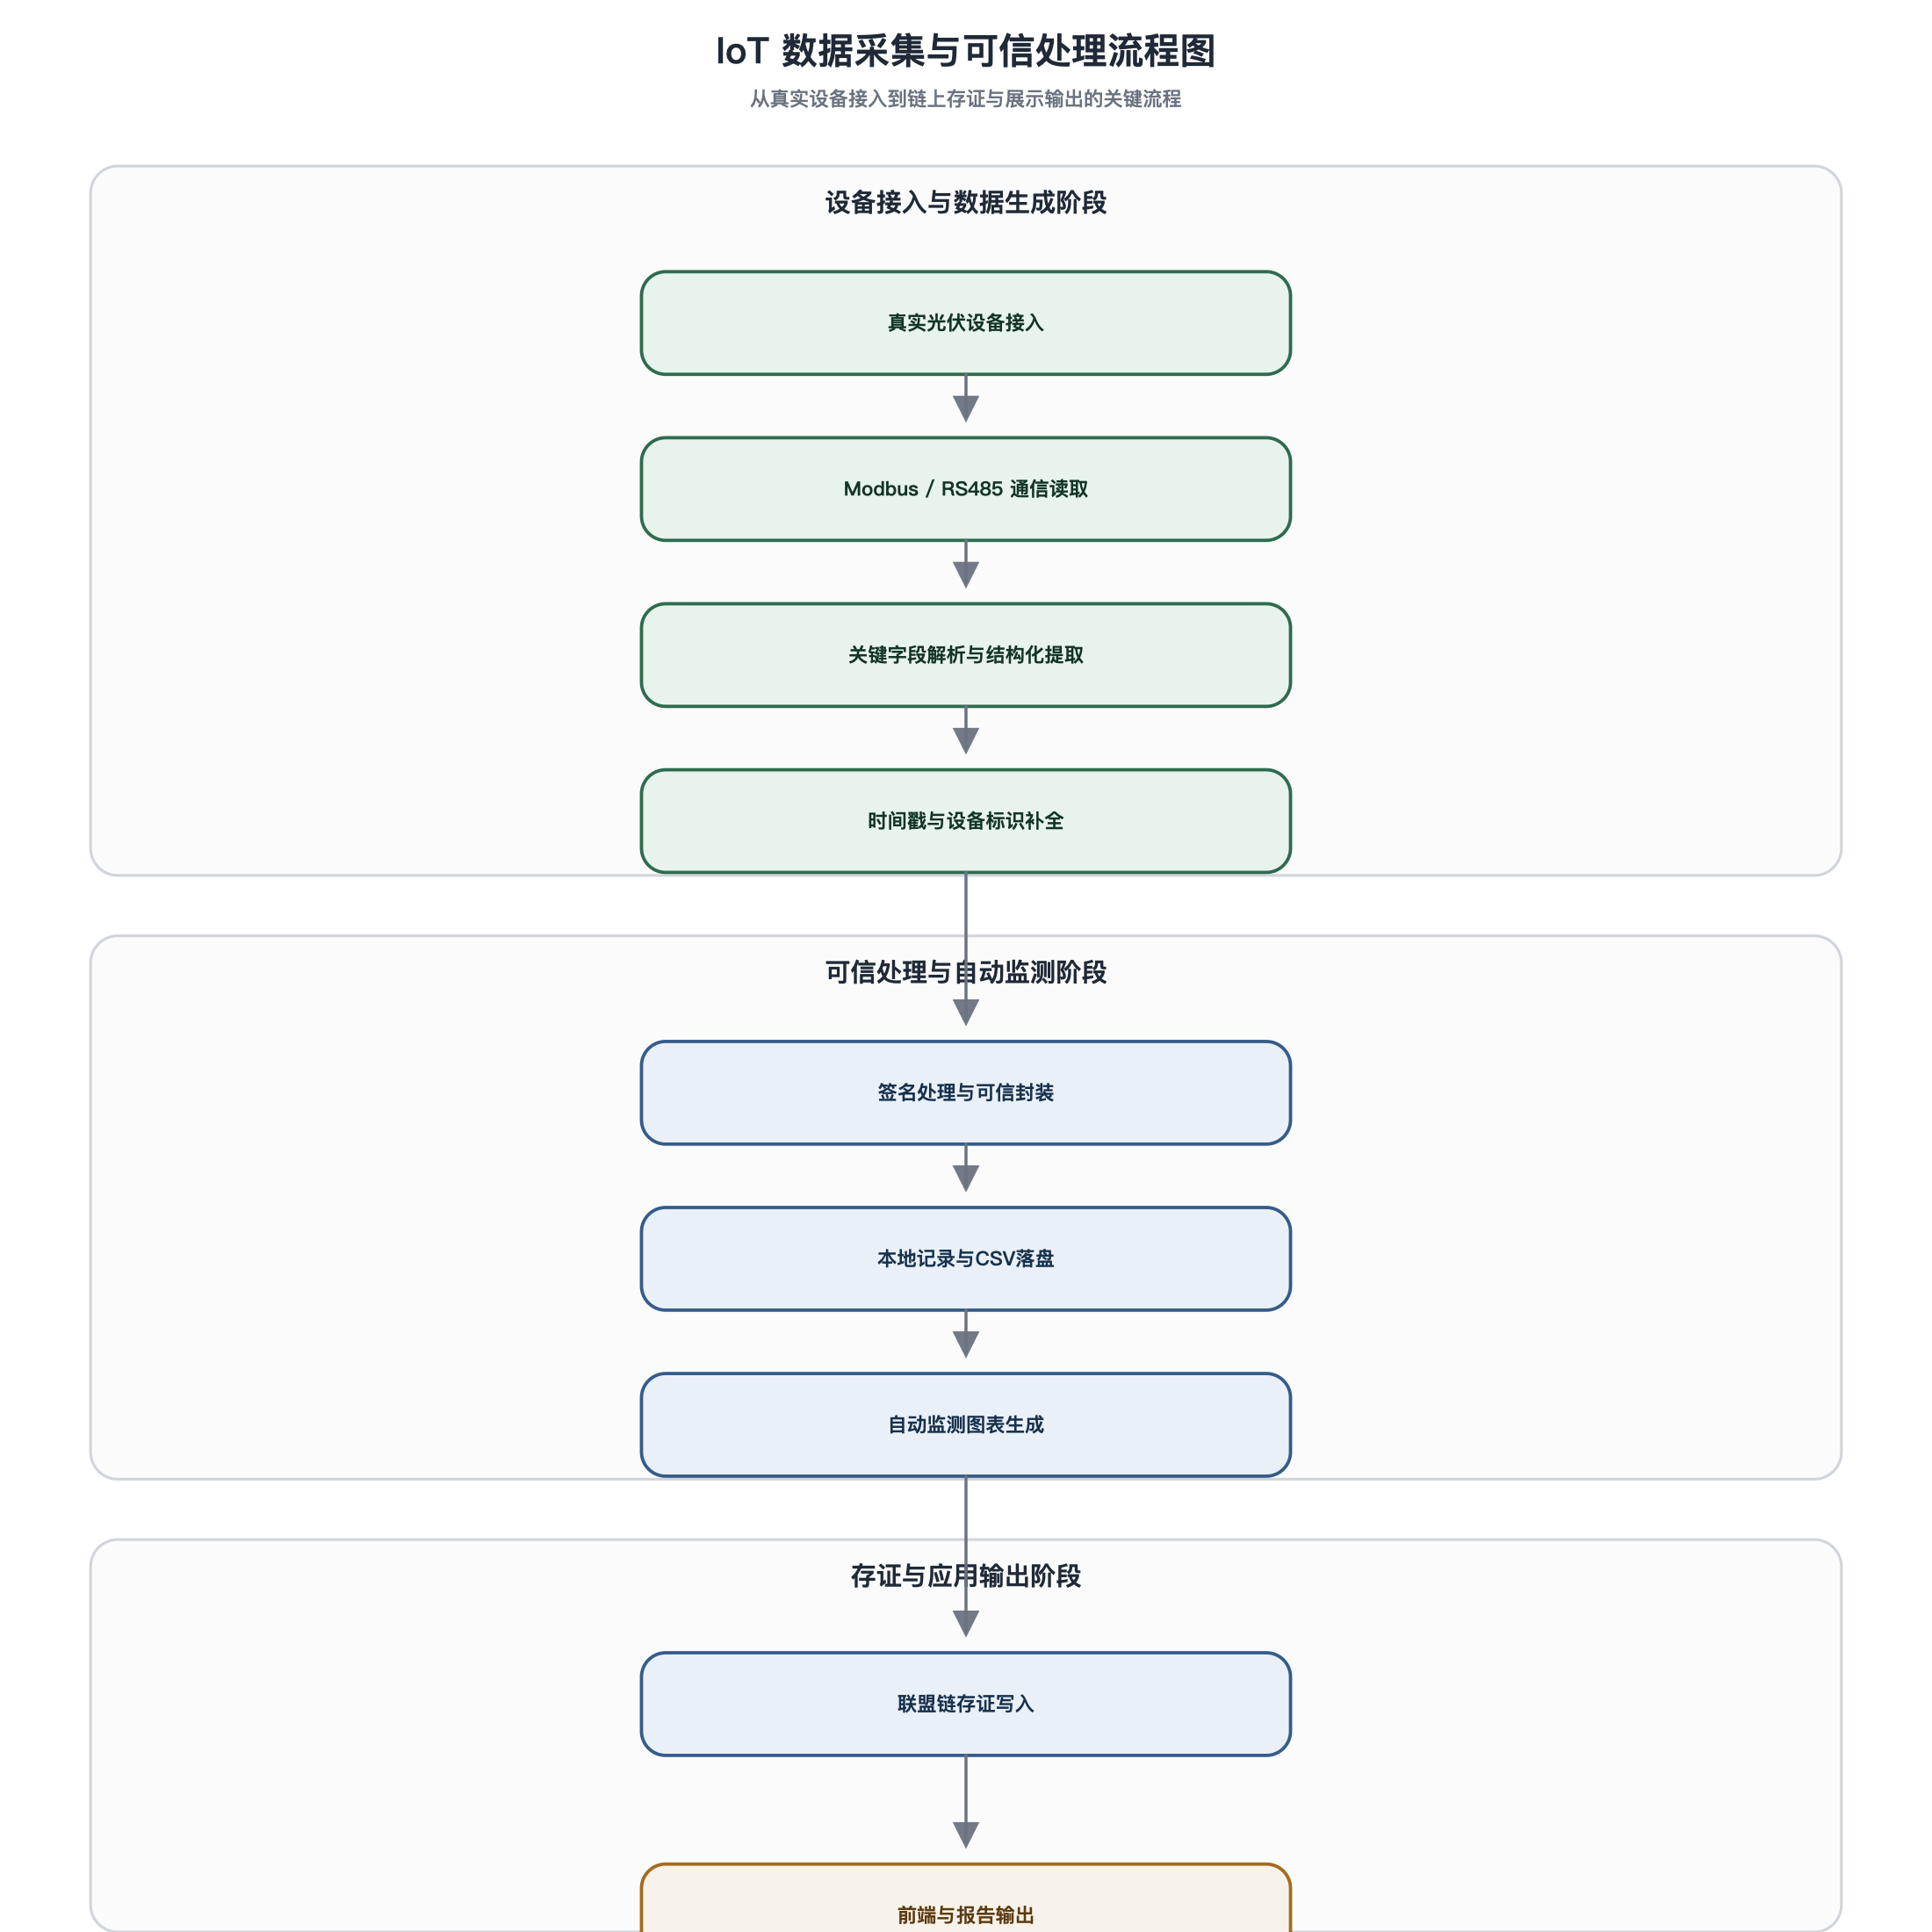 IoT 数据采集与可信处理流程图
从真实设备接入到链上存证与展示输出的关键流程
设备接入与数据生成阶段
真实光伏设备接入
Modbus / RS485 通信读取
关键字段解析与结构化提取
时间戳与设备标识补全
可信处理与自动监测阶段
签名处理与可信封装
本地记录与CSV落盘
自动监测图表生成
存证与应用输出阶段
联盟链存证写入
前端与报告输出